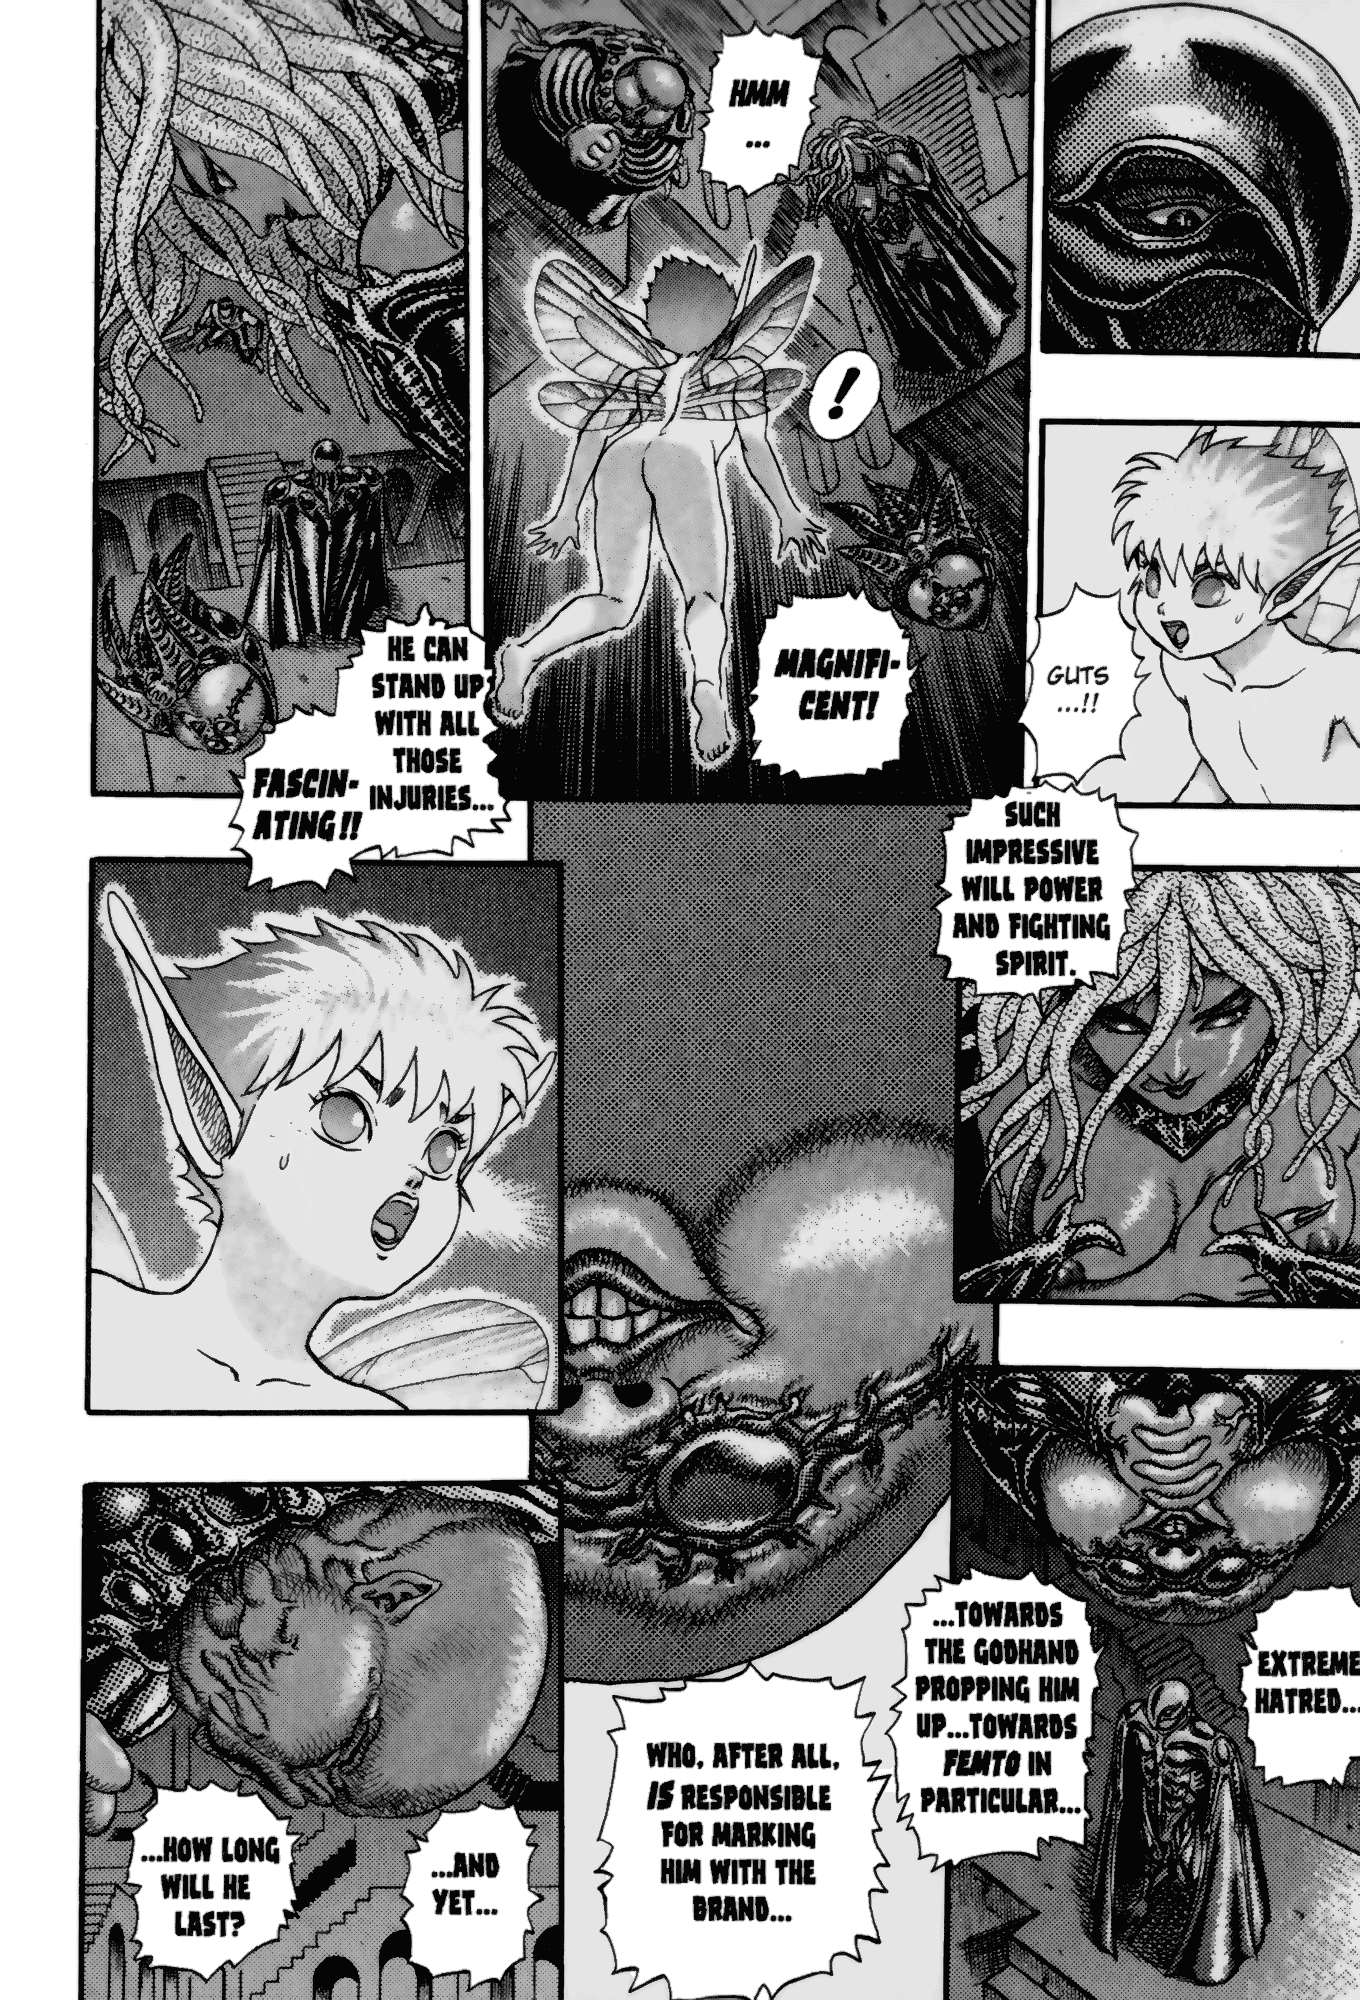 HMM
...
!
MAGNIFI-
CENT!
GUTS
...!!
HE CAN
STAND UP
WITH ALL
THOSE
INJURIES...
FASCIN-
ATING!!
SUCH
IMPRESSIVE
WILL POWER
AND FIGHTING
SPIRIT.
EXTREME
HATRED...
...TOWARDS
THE GODHAND
PROPPING HIM
UP...TOWARDS
FEMTO IN
PARTICULAR...
WHO, AFTER ALL,
IS RESPONSIBLE
FOR MARKING
HIM WITH THE
BRAND...
...AND
YET...
...HOW LONG
WILL HE
LAST?